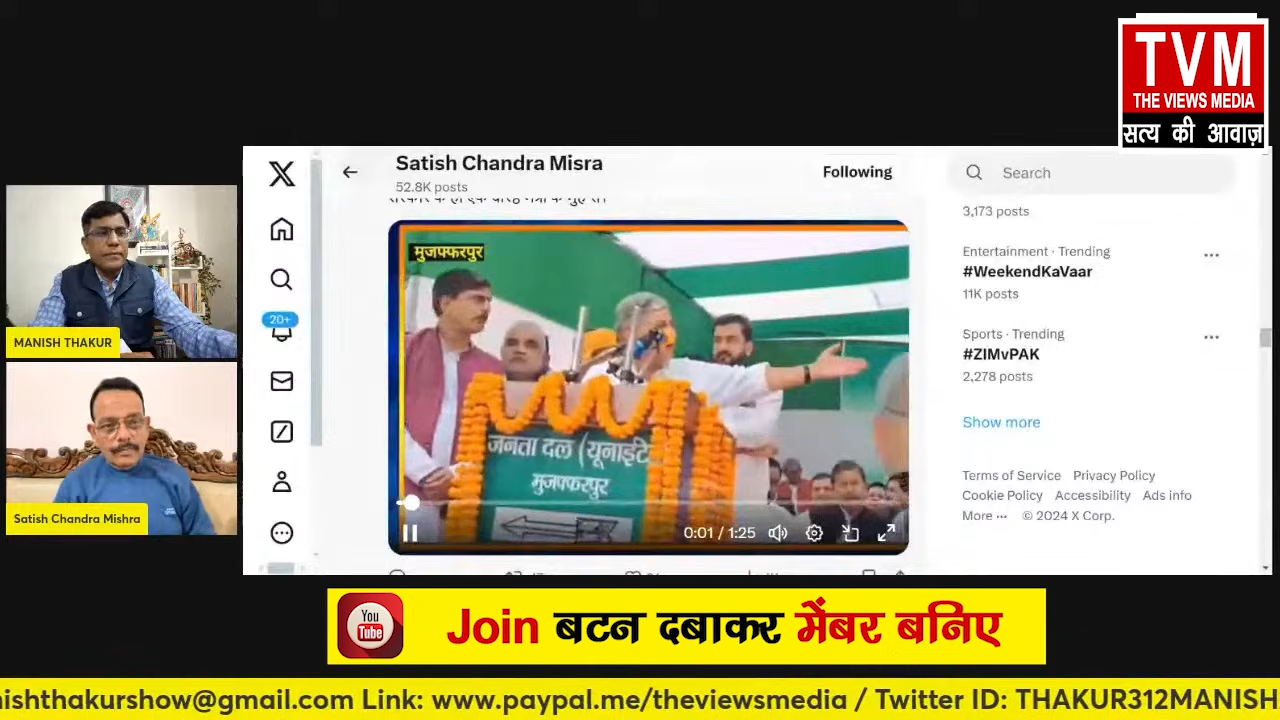 TVM
THE VIEWS MEDIA
सत्य की आवाज़
MANISH THAKUR
Satish Chandra Mishra
Satish Chandra Misra
52.8K posts
Following
20+
मुजफ्फरपुर
जनता दल (यूनाइटे
मुजफ्फरपुर
0:01 / 1:25
Search
3,173 posts
Entertainment · Trending
#WeekendKaVaar
11K posts
Sports · Trending
#ZIMvPAK
2,278 posts
Show more
Terms of Service Privacy Policy
Cookie Policy Accessibility Ads info
More ··· © 2024 X Corp.
You
Tube
Join बटन दबाकर मेंबर बनिए
nishthakurshow@gmail.com Link: www.paypal.me/theviewsmedia / Twitter ID: THAKUR312MANISH